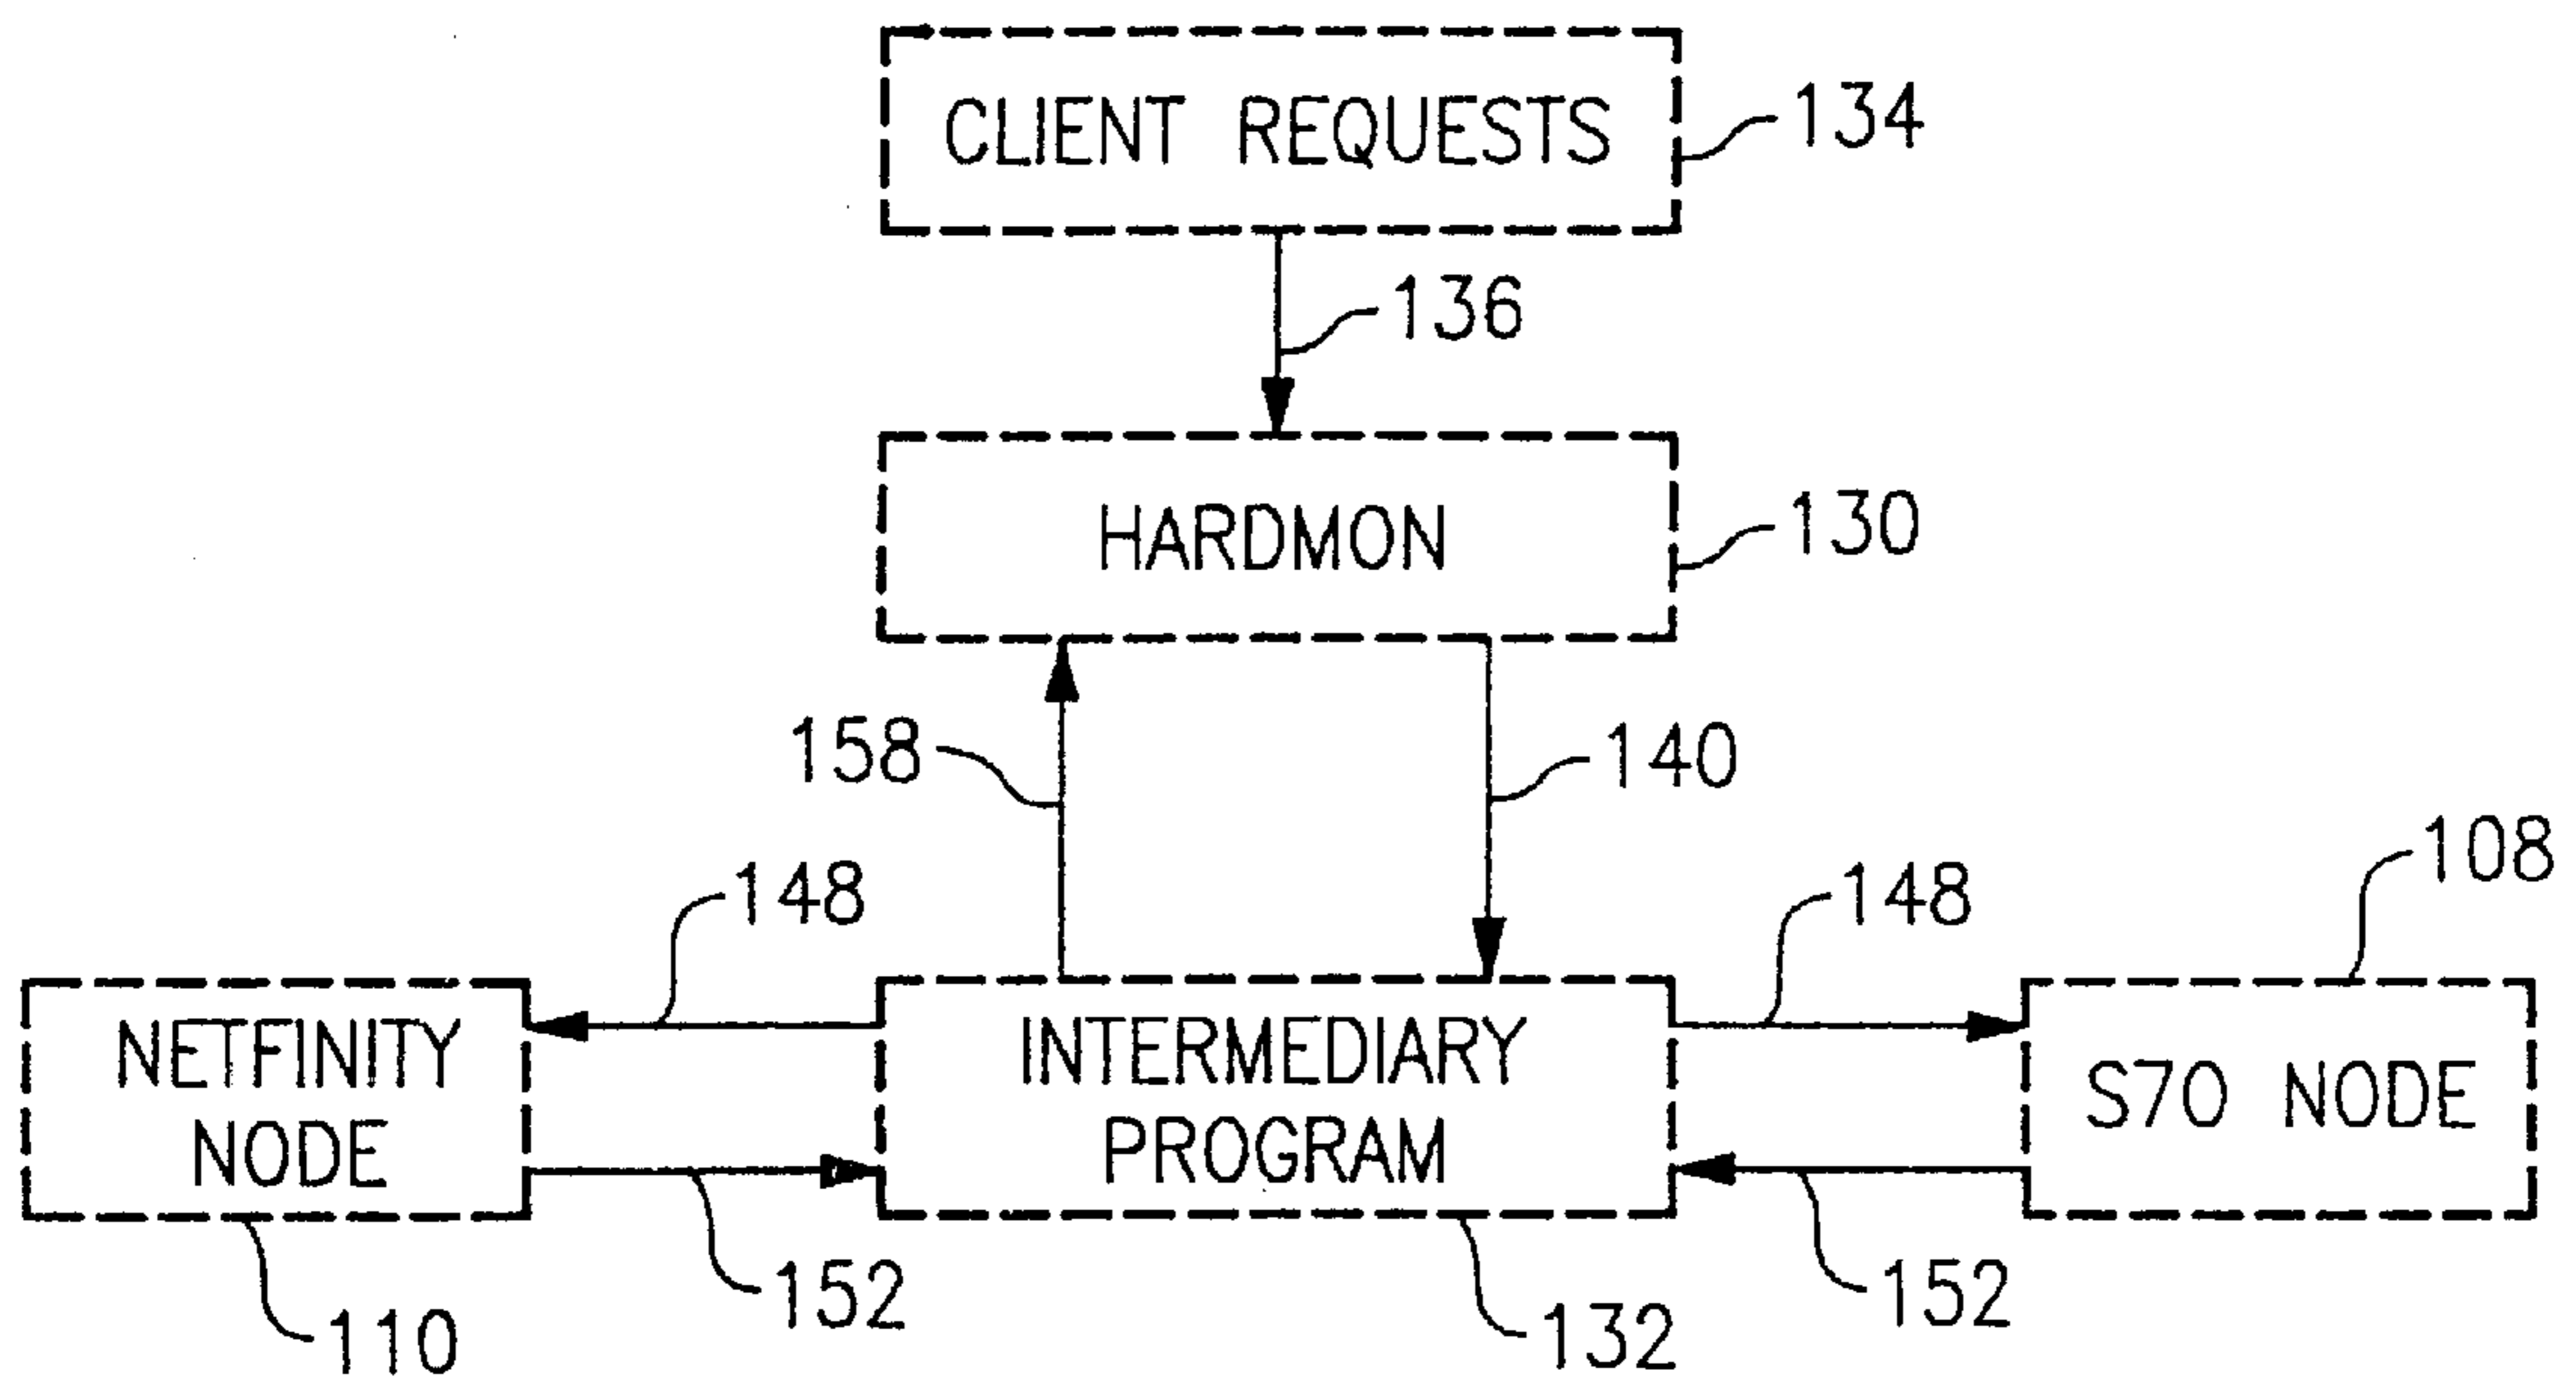 CLIENT REQUESTS
134
136
HARDMON
130
158
140
148
148
108
NETFINITY
NODE
INTERMEDIARY
PROGRAM
S70 NODE
152
152
110
132